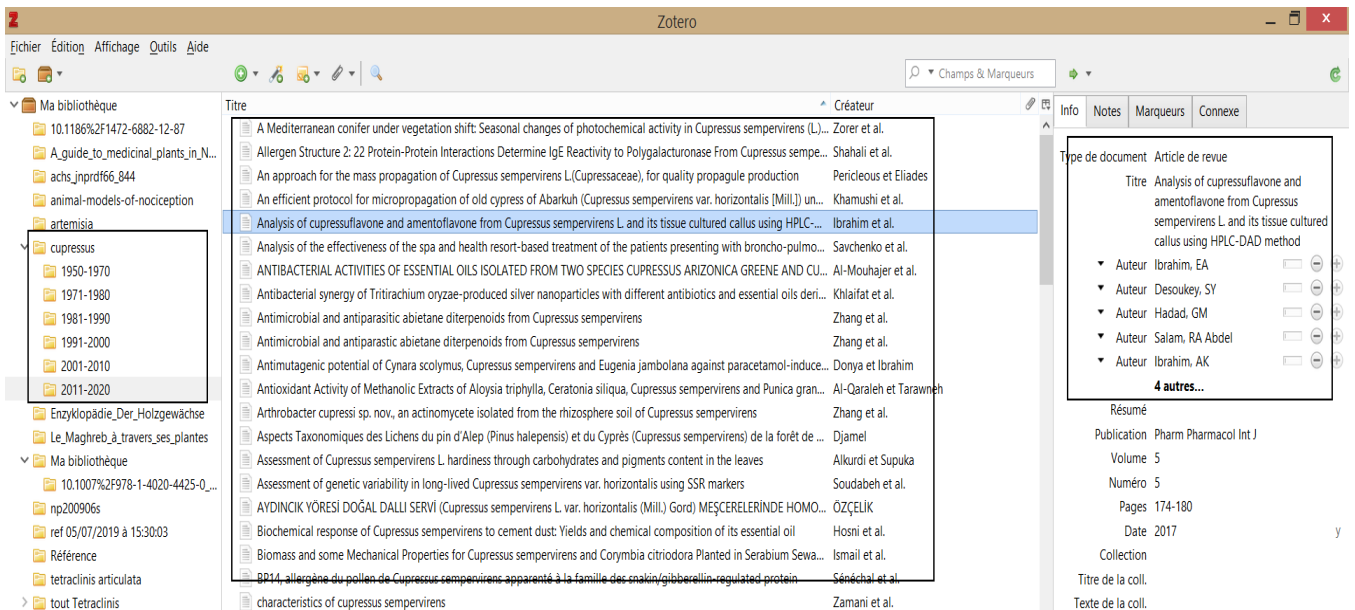 Zotero
Fichier Édition Affichage Outils Aide
Champs & Marqueurs
Ma bibliothèque
10.1186%2F1472-6882-12-87
A_guide_to_medicinal_plants_in_N...
achs_jnprdf66_844
animal-models-of-nociception
artemisia
cupressus
1950-1970
1971-1980
1981-1990
1991-2000
2001-2010
2011-2020
Enzyklopädie_Der_Holzgewächse
Le_Maghreb_à_travers_ses_plantes
Ma bibliothèque
10.1007%2F978-1-4020-4425-0_...
np200906s
ref 05/07/2019 à 15:30:03
Référence
tetraclinis articulata
tout Tetraclinis
Titre Créateur
A Mediterranean conifer under vegetation shift: Seasonal changes of photochemical activity in Cupressus sempervirens (L.)... Zorer et al.
Allergen Structure 2: 22 Protein-Protein Interactions Determine IgE Reactivity to Polygalacturonase From Cupressus sempe... Shahali et al.
An approach for the mass propagation of Cupressus sempervirens L.(Cupressaceae), for quality propagule production Pericleous et Eliades
An efficient protocol for micropropagation of old cypress of Abarkuh (Cupressus sempervirens var. horizontalis [Mill.]) un... Khamushi et al.
Analysis of cupressuflavone and amentoflavone from Cupressus sempervirens L. and its tissue cultured callus using HPLC-... Ibrahim et al.
Analysis of the effectiveness of the spa and health resort-based treatment of the patients presenting with broncho-pulmo... Savchenko et al.
ANTIBACTERIAL ACTIVITIES OF ESSENTIAL OILS ISOLATED FROM TWO SPECIES CUPRESSUS ARIZONICA GREENE AND CU... Al-Mouhajer et al.
Antibacterial synergy of Tritirachium oryzae-produced silver nanoparticles with different antibiotics and essential oils deri... Khlaifat et al.
Antimicrobial and antiparasitic abietane diterpenoids from Cupressus sempervirens Zhang et al.
Antimicrobial and antiparastic abietane diterpenoids from Cupressus sempervirens Zhang et al.
Antimutagenic potential of Cynara scolymus, Cupressus sempervirens and Eugenia jambolana against paracetamol-induce... Donya et Ibrahim
Antioxidant Activity of Methanolic Extracts of Aloysia triphylla, Ceratonia siliqua, Cupressus sempervirens and Punica gran... Al-Qaraleh et Tarawneh
Arthrobacter cupressi sp. nov., an actinomycete isolated from the rhizosphere soil of Cupressus sempervirens Zhang et al.
Aspects Taxonomiques des Lichens du pin d'Alep (Pinus halepensis) et du Cyprès (Cupressus sempervirens) de la forêt de ... Djamel
Assessment of Cupressus sempervirens L. hardiness through carbohydrates and pigments content in the leaves Alkurdi et Supuka
Assessment of genetic variability in long-lived Cupressus sempervirens var. horizontalis using SSR markers Soudabeh et al.
AYDINCIK YÖRESİ DOĞAL DALLI SERVİ (Cupressus sempervirens L. var. horizontalis (Mill.) Gord) MEŞCERELERİNDE HOMO... ÖZÇELİK
Biochemical response of Cupressus sempervirens to cement dust: Yields and chemical composition of its essential oil Hosni et al.
Biomass and some Mechanical Properties for Cupressus sempervirens and Corymbia citriodora Planted in Serabium Sewa... Ismail et al.
BP14, allergène du pollen de Cupressus sempervirens apparenté à la famille des snakin/gibberellin-regulated protein Sénéchal et al.
characteristics of cupressus sempervirens Zamani et al.
Info Notes Marqueurs Connexe
Type de document Article de revue
Titre Analysis of cupressuflavone and
amentoflavone from Cupressus
sempervirens L. and its tissue cultured
callus using HPLC-DAD method
Auteur Ibrahim, EA
Auteur Desoukey, SY
Auteur Hadad, GM
Auteur Salam, RA Abdel
Auteur Ibrahim, AK
4 autres...
Résumé
Publication Pharm Pharmacol Int J
Volume 5
Numéro 5
Pages 174-180
Date 2017 y
Collection
Titre de la coll.
Texte de la coll.